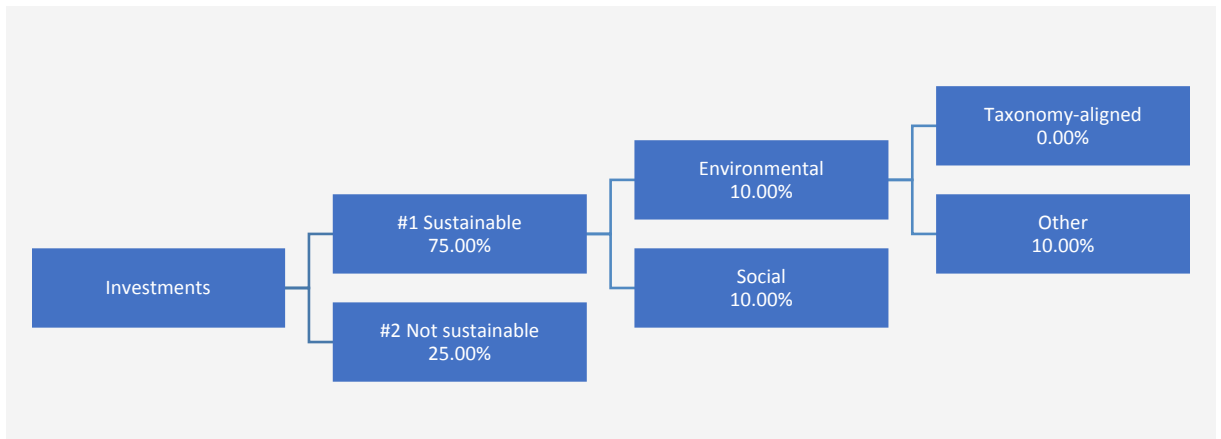 Investments
#1 Sustainable
75.00%
#2 Not sustainable
25.00%
Environmental
10.00%
Social
10.00%
Taxonomy-aligned
0.00%
Other
10.00%